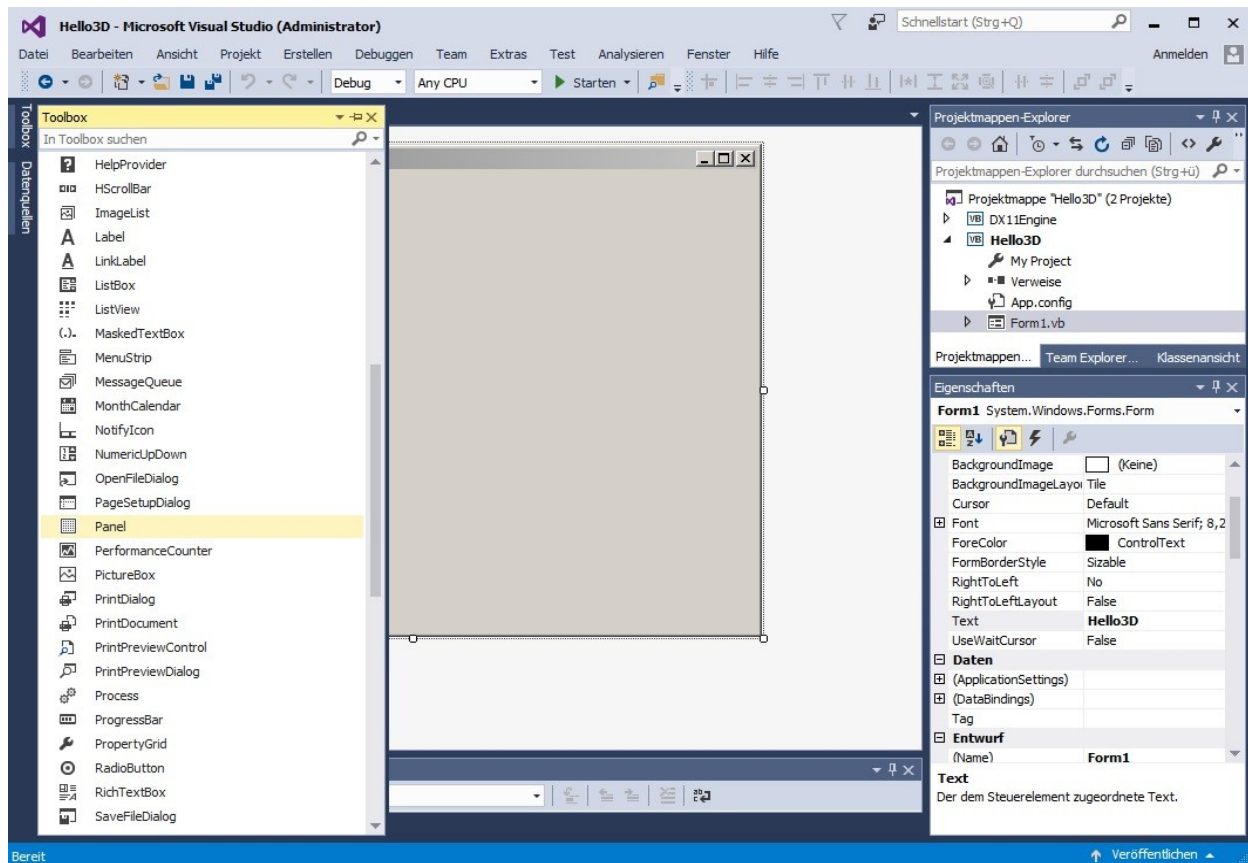 Hello3D - Microsoft Visual Studio (Administrator)
Schnellstart (Strg+Q)
Datei Bearbeiten Ansicht Projekt Erstellen Debuggen Team Extras Test Analysieren Fenster Hilfe
Anmelden
Debug Any CPU Starten
Toolbox
Datenquellen
Toolbox
In Toolbox suchen
HelpProvider
HScrollBar
ImageList
Label
LinkLabel
ListBox
ListView
MaskedTextBox
MenuStrip
MessageQueue
MonthCalendar
NotifyIcon
NumericUpDown
OpenFileDialog
PageSetupDialog
Panel
PerformanceCounter
PictureBox
PrintDialog
PrintDocument
PrintPreviewControl
PrintPreviewDialog
Process
ProgressBar
PropertyGrid
RadioButton
RichTextBox
SaveFileDialog
Projektmappen-Explorer
Projektmappen-Explorer durchsuchen (Strg+ü)
Projektmappe "Hello3D" (2 Projekte)
VB DX11Engine
VB Hello3D
My Project
Verweise
App.config
Form1.vb
Projektmappen... Team Explorer... Klassenansicht
Eigenschaften
Form1 System.Windows.Forms.Form
BackgroundImage (Keine)
BackgroundImageLayou Tile
Cursor Default
Font Microsoft Sans Serif; 8,2
ForeColor ControlText
FormBorderStyle Sizable
RightToLeft No
RightToLeftLayout False
Text Hello3D
UseWaitCursor False
Daten
(ApplicationSettings)
(DataBindings)
Tag
Entwurf
(Name) Form1
Text
Der dem Steuerelement zugeordnete Text.
Bereit
Veröffentlichen